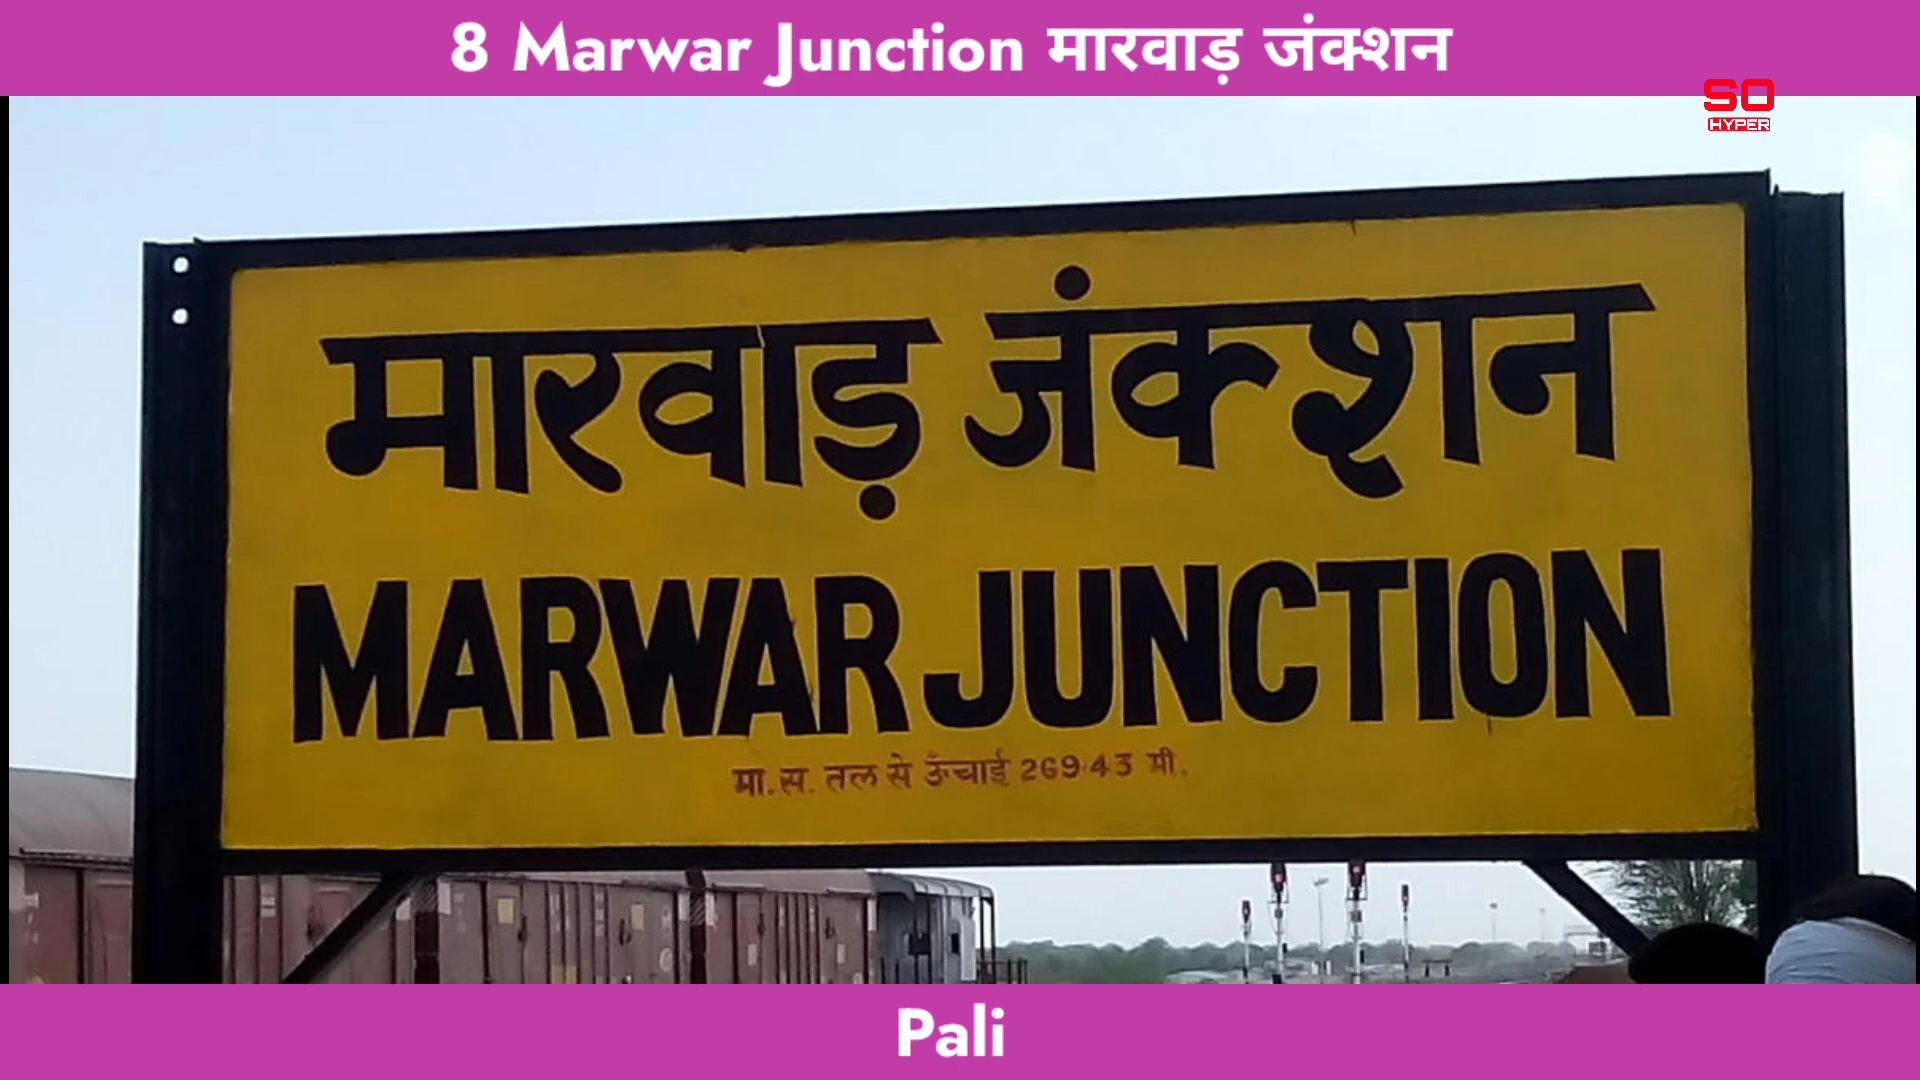 8 Marwar Junction मारवाड़ जंक्शन
SO
HYPER
मारवाड़ जंक्शन
MARWAR JUNCTION
मा.स. तल से ऊँचाई 269.43 मी.
Pali